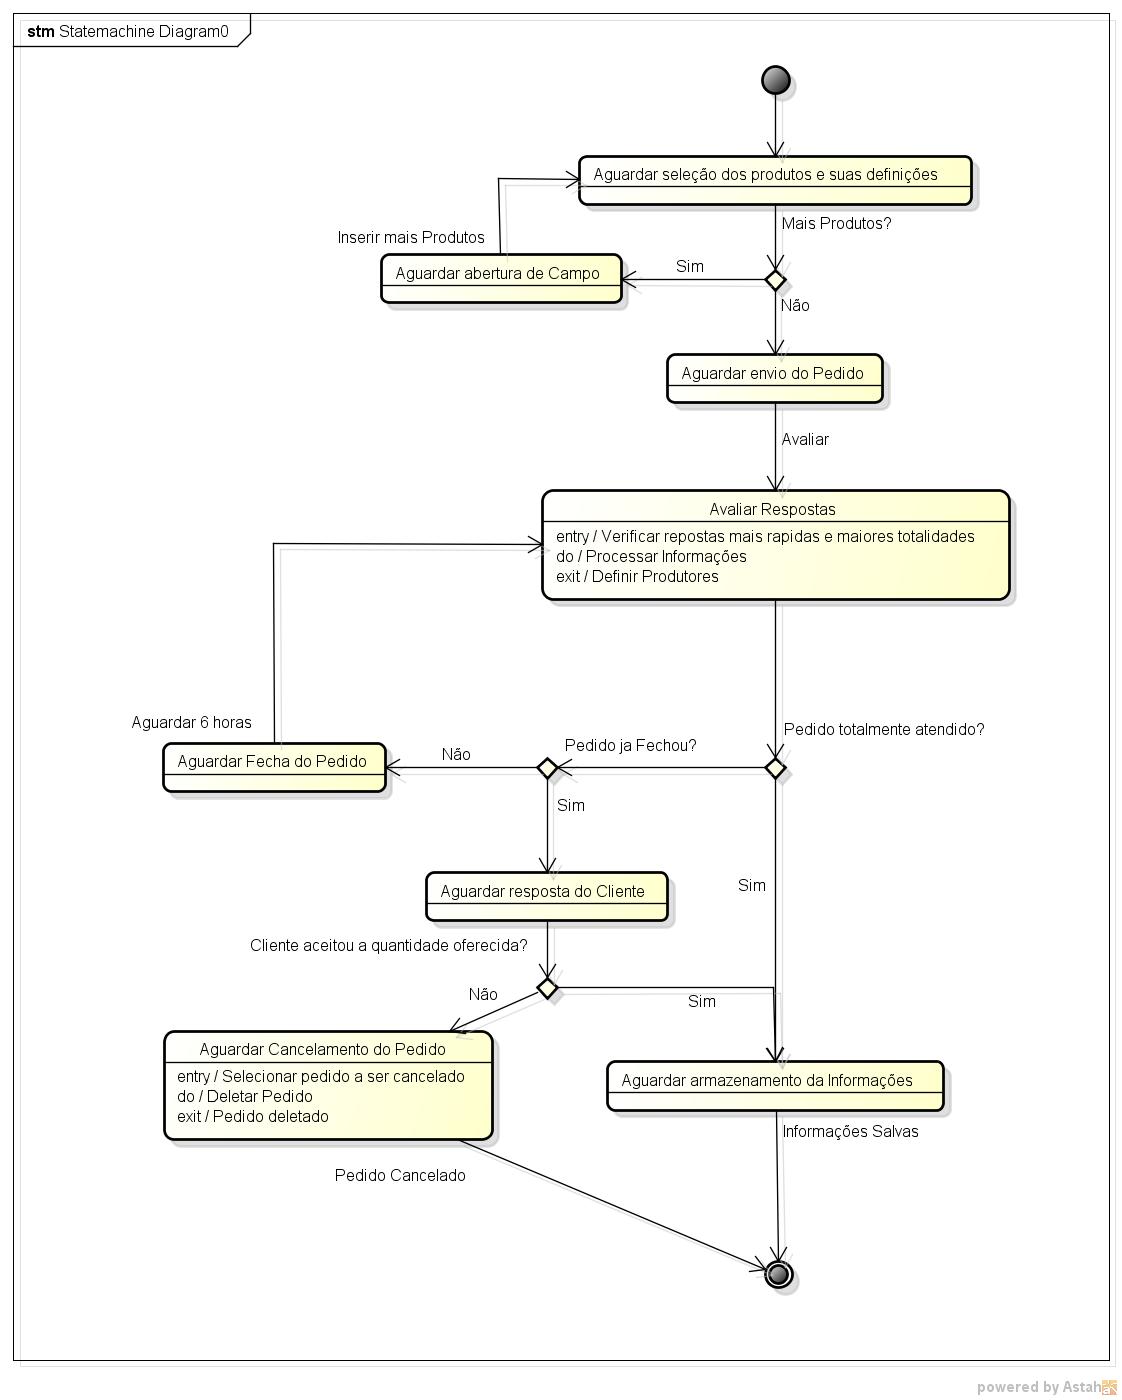 stm Statemachine Diagram0
Aguardar seleção dos produtos e suas definições
Mais Produtos?
Inserir mais Produtos
Sim
Aguardar abertura de Campo
Não
Aguardar envio do Pedido
Avaliar
Avaliar Respostas
entry / Verificar repostas mais rapidas e maiores totalidades
do / Processar Informações
exit / Definir Produtores
Aguardar 6 horas
Pedido totalmente atendido?
Pedido ja Fechou?
Não
Aguardar Fecha do Pedido
Sim
Sim
Aguardar resposta do Cliente
Cliente aceitou a quantidade oferecida?
Não
Sim
Aguardar Cancelamento do Pedido
entry / Selecionar pedido a ser cancelado
do / Deletar Pedido
exit / Pedido deletado
Aguardar armazenamento da Informações
Informações Salvas
Pedido Cancelado
powered by Astah